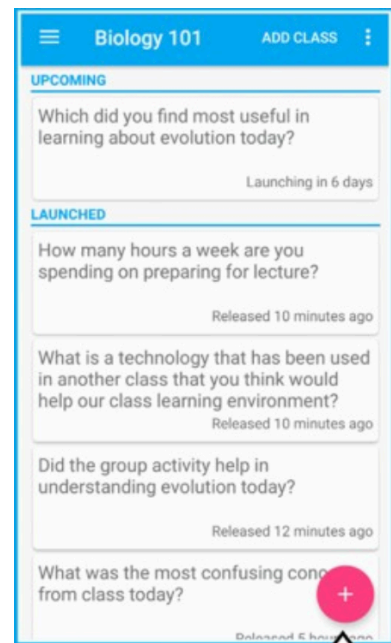 Biology 101 ADD CLASS
UPCOMING
Which did you find most useful in
learning about evolution today?
Launching in 6 days
LAUNCHED
How many hours a week are you
spending on preparing for lecture?
Released 10 minutes ago
What is a technology that has been used
in another class that you think would
help our class learning environment?
Released 10 minutes ago
Did the group activity help in
understanding evolution today?
Released 12 minutes ago
What was the most confusing
from class today?
+
Released 5 ago